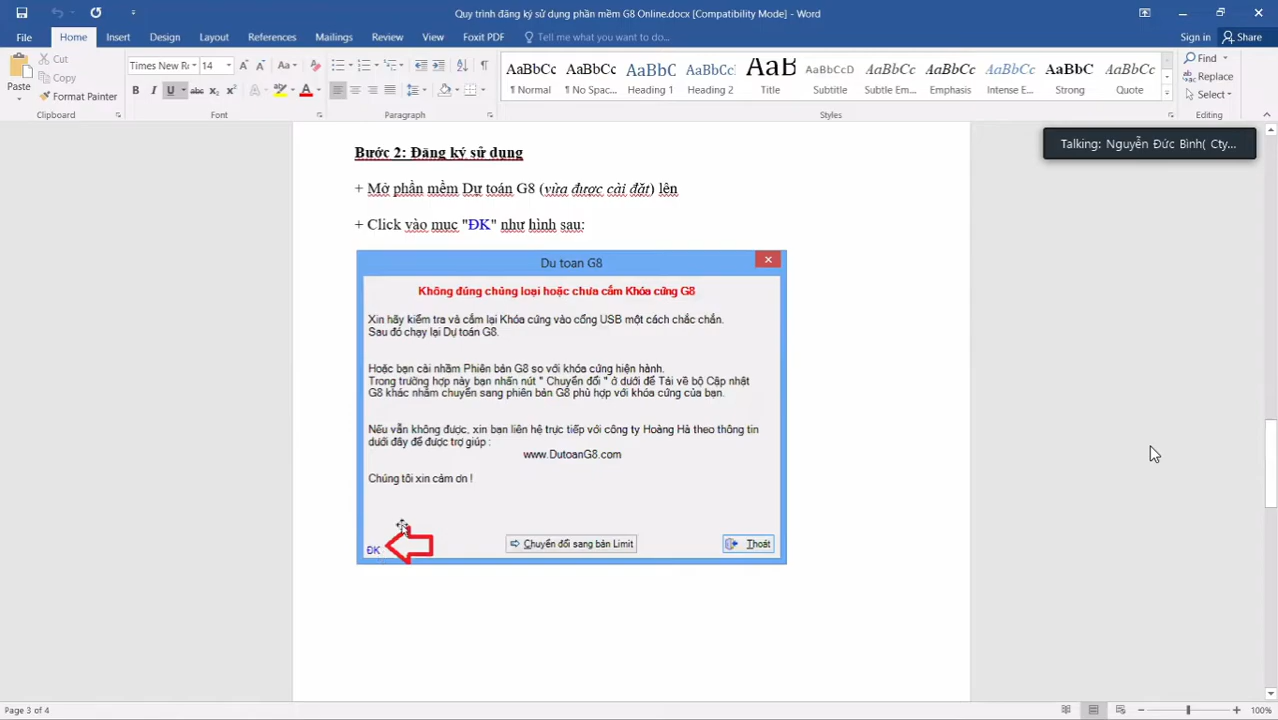 Quy trình đăng ký sử dụng phần mềm G8 Online.docx [Compatibility Mode] - Word
File Home Insert Design Layout References Mailings Review View Foxit PDF Tell me what you want to do... Sign in Share
Paste
Cut
Copy
Format Painter
Clipboard
Times New Ro 14 Aa
B I U abc x₂ x² A A
Font
Paragraph
AaBbCc AaBbCc AaBbCc AaBbCc AaB AaBbCcD AaBbCc AaBbCc AaBbCc AaBbCc AaBbCc
¶ Normal ¶ No Spac... Heading 1 Heading 2 Title Subtitle Subtle Em... Emphasis Intense E... Strong Quote
Styles
Find
Replace
Select
Editing
Talking: Nguyễn Đức Bình( Cty...
Bước 2: Đăng ký sử dụng
+ Mở phần mềm Dự toán G8 (vừa được cài đặt) lên
+ Click vào mục "ĐK" như hình sau:
Du toan G8
Không đúng chủng loại hoặc chưa cắm Khóa cứng G8
Xin hãy kiểm tra và cắm lại Khóa cứng vào cổng USB một cách chắc chắn.
Sau đó chạy lại Dự toán G8.
Hoặc bạn cài nhầm Phiên bản G8 so với khóa cứng hiện hành.
Trong trường hợp này bạn nhấn nút " Chuyển đổi " ở dưới để Tải về bộ Cập nhật
G8 khác nhằm chuyển sang phiên bản G8 phù hợp với khóa cứng của bạn.
Nếu vẫn không được, xin bạn liên hệ trực tiếp với công ty Hoàng Hà theo thông tin
dưới đây để được trợ giúp :
www.DutoanG8.com
Chúng tôi xin cảm ơn !
ĐK
Chuyển đổi sang bản Limit
Thoát
Page 3 of 4
100%